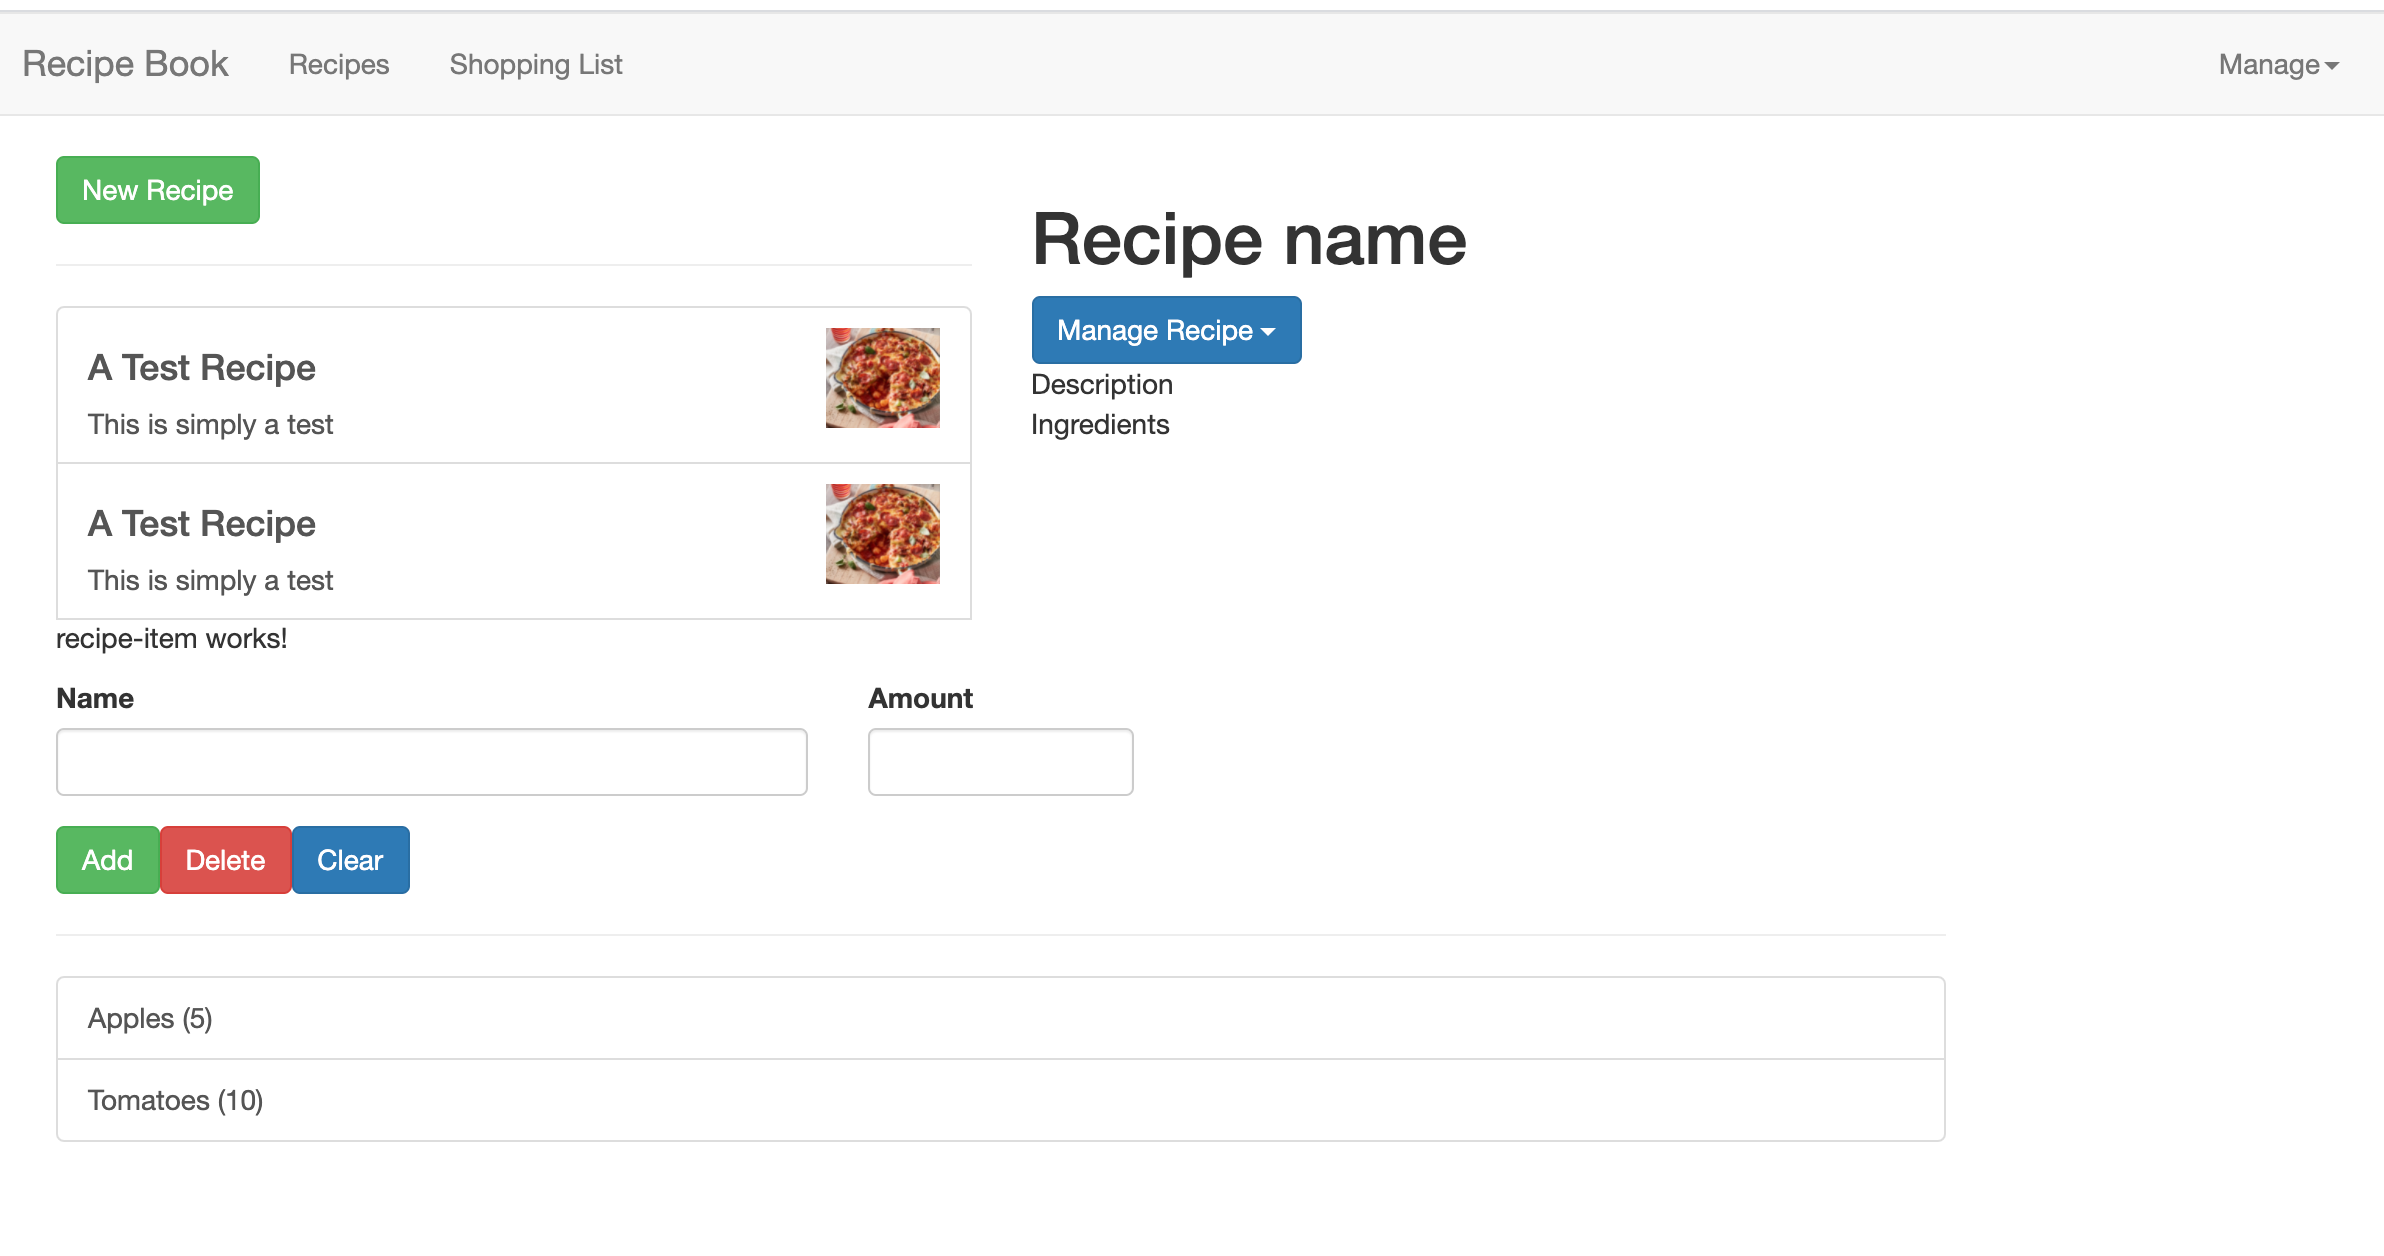 Recipe Book Recipes Shopping List Manage
New Recipe
A Test Recipe
This is simply a test
A Test Recipe
This is simply a test
recipe-item works!
Recipe name
Manage Recipe
Description
Ingredients
Name Amount
Add Delete Clear
Apples (5)
Tomatoes (10)